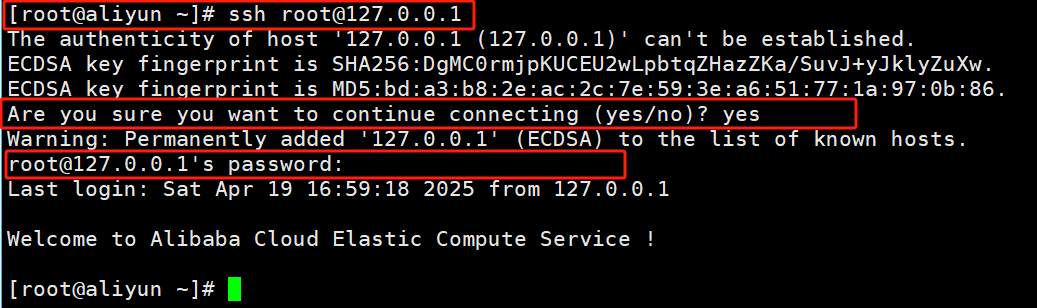 [root@aliyun ~]# ssh root@127.0.0.1
The authenticity of host '127.0.0.1 (127.0.0.1)' can't be established.
ECDSA key fingerprint is SHA256:DgMC0rmjpKUCEU2wLpbtqZHazZKa/SuvJ+yJklyZuXw.
ECDSA key fingerprint is MD5:bd:a3:b8:2e:ac:2c:7e:59:3e:a6:51:77:1a:97:0b:86.
Are you sure you want to continue connecting (yes/no)? yes
Warning: Permanently added '127.0.0.1' (ECDSA) to the list of known hosts.
root@127.0.0.1's password:
Last login: Sat Apr 19 16:59:18 2025 from 127.0.0.1
Welcome to Alibaba Cloud Elastic Compute Service !
[root@aliyun ~]#